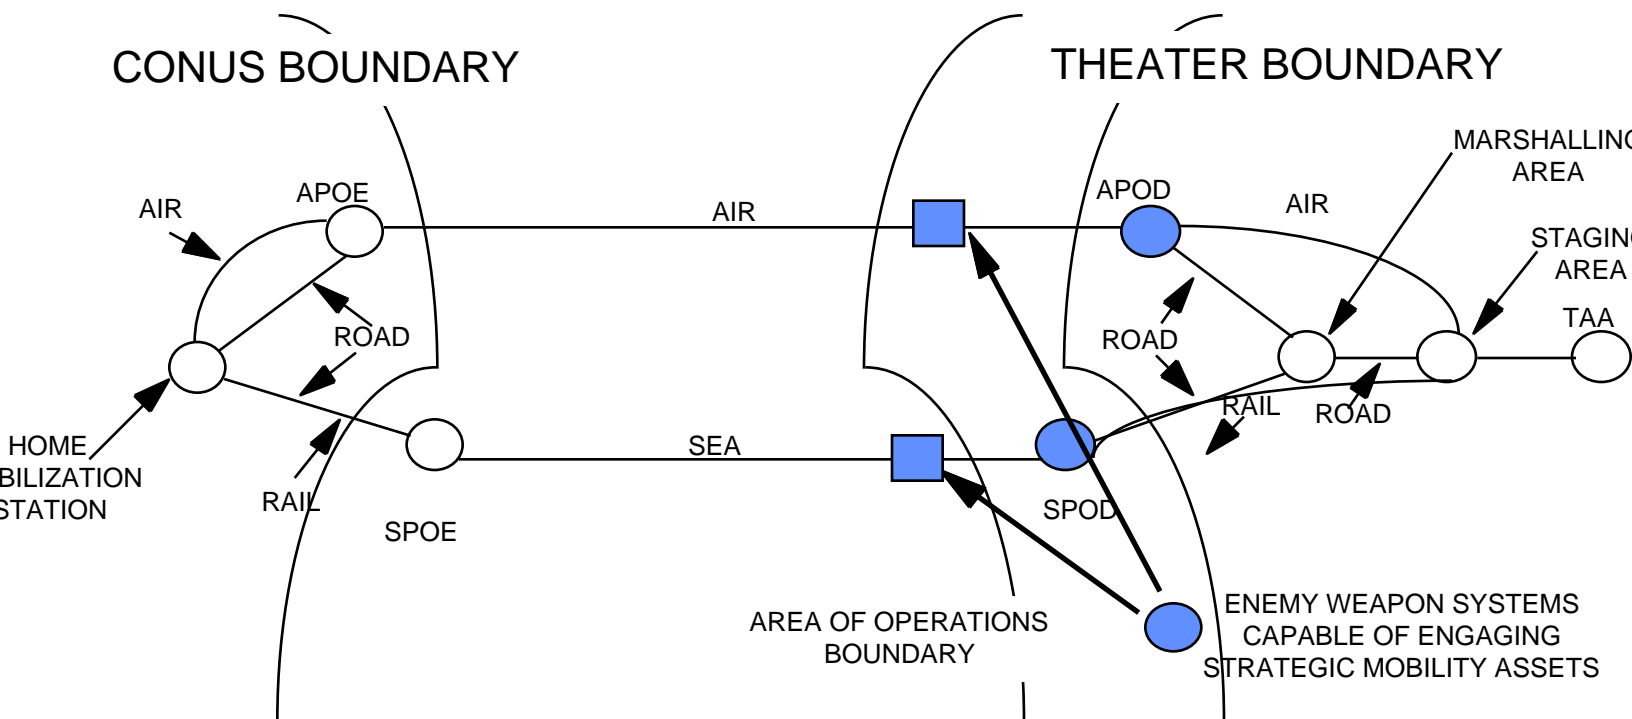 CONUS BOUNDARY
THEATER BOUNDARY
MARSHALLING
AREA
APOE
AIR
AIR
APOD
AIR
STAGING
AREA
TAA
ROAD
ROAD
RAIL
ROAD
HOME
BILIZATION
STATION
RAIL
SEA
SPOE
SPOD
AREA OF OPERATIONS
BOUNDARY
ENEMY WEAPON SYSTEMS
CAPABLE OF ENGAGING
STRATEGIC MOBILITY ASSETS